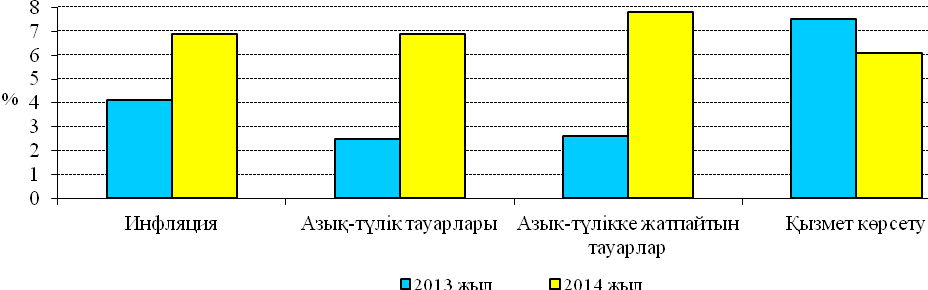 8
7
6
5
%
4
3
2
1
0
Инфляция
Азық-түлік тауарлары
Азык-түлікке жатпайтын
тауарлар
Қызмет көрсету
2013 жыл
2014 жыл